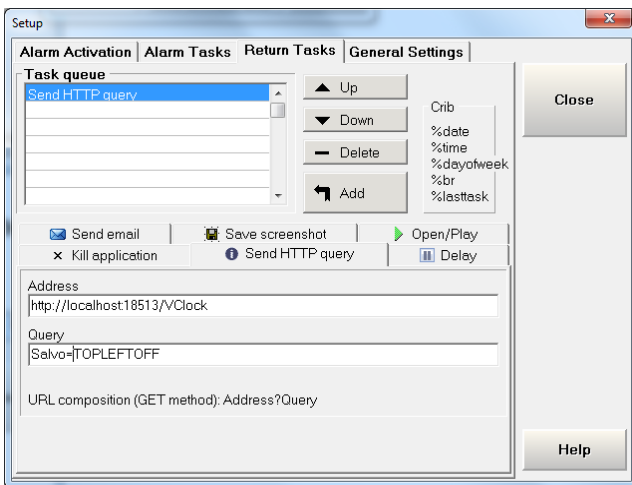 Setup
Alarm Activation Alarm Tasks Return Tasks General Settings
Task queue
Send HTTP query
Up
Down
Delete
Add
Crib
%date
%time
%dayofweek
%br
%lasttask
Close
Send email Save screenshot Open/Play
Kill application Send HTTP query Delay
Address
http://localhost:18513/VClock
Query
Salvo=TOPLEFTOFF
URL composition (GET method): Address?Query
Help